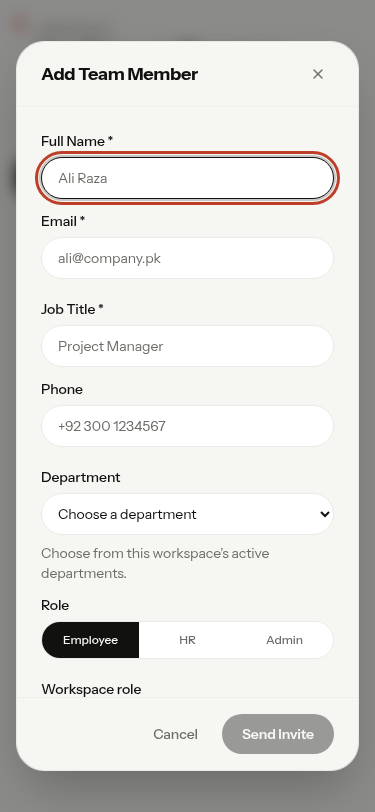 Add Team Member
×
Full Name *
Ali Raza
Email *
ali@company.pk
Job Title *
Project Manager
Phone
+92 300 1234567
Department
Choose a department
Choose from this workspace's active
departments.
Role
Employee HR Admin
Workspace role
Cancel Send Invite